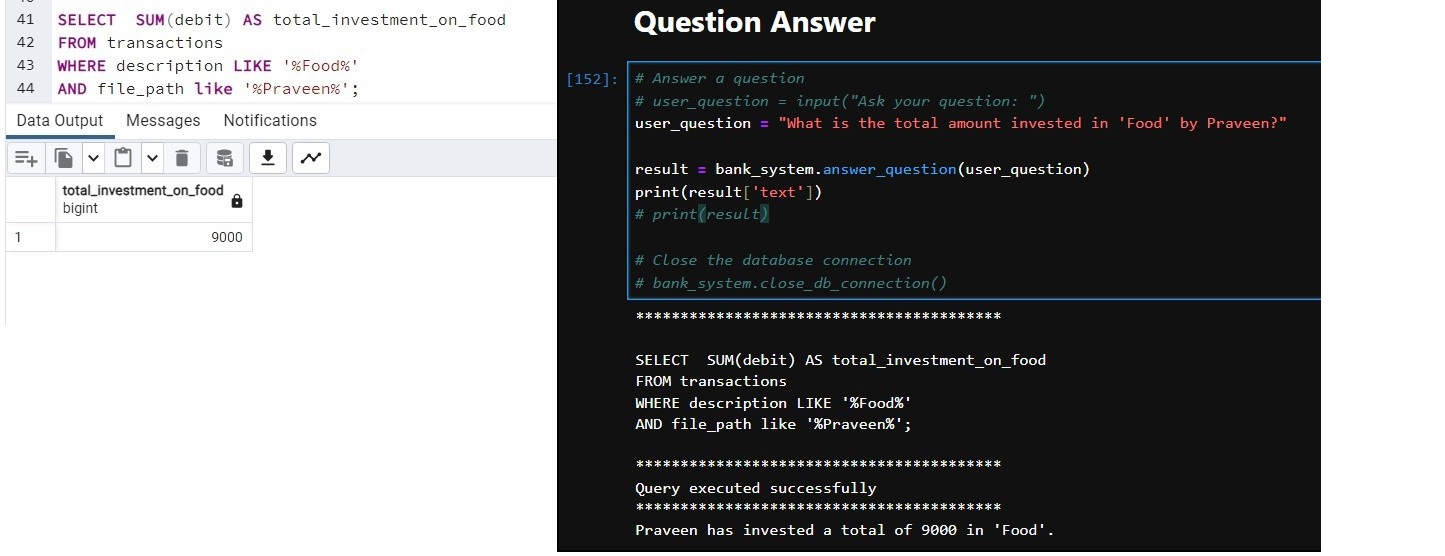 41 SELECT  SUM(debit) AS total_investment_on_food
42 FROM transactions
43 WHERE description LIKE '%Food%'
44 AND file_path like '%Praveen%';
Data Output Messages Notifications
total_investment_on_food
bigint
1 9000
Question Answer
[152]: # Answer a question
# user_question = input("Ask your question: ")
user_question = "What is the total amount invested in 'Food' by Praveen?"
result = bank_system.answer_question(user_question)
print(result['text'])
# print(result)
# Close the database connection
# bank_system.close_db_connection()
*****************************************
SELECT  SUM(debit) AS total_investment_on_food
FROM transactions
WHERE description LIKE '%Food%'
AND file_path like '%Praveen%';
*****************************************
Query executed successfully
*****************************************
Praveen has invested a total of 9000 in 'Food'.